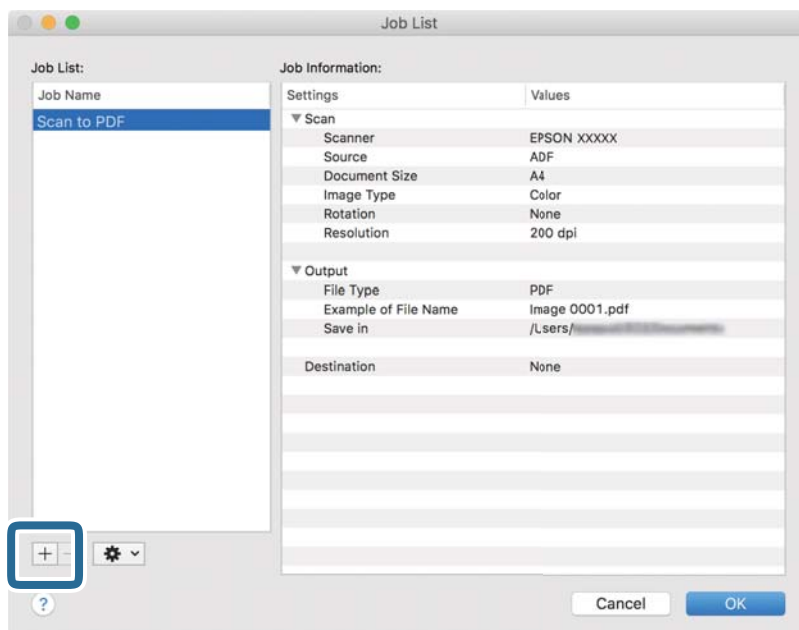 Job List
Job List:
Job Information:
Job Name
Settings Values
Scan to PDF
Scan
Scanner EPSON XXXXX
Source ADF
Document Size A4
Image Type Color
Rotation None
Resolution 200 dpi
Output
File Type PDF
Example of File Name Image 0001.pdf
Save in /Users/
Destination None
+ -
?
Cancel OK